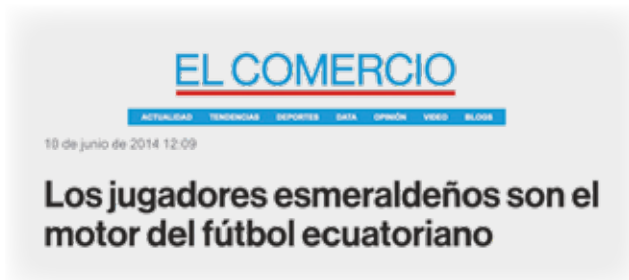 EL COMERCIO
ACTUALIDAD TENDENCIAS DEPORTES DATA OPINIÓN VIDEO BLOGS
10 de junio de 2014 12:09
Los jugadores esmeraldeños son el
motor del fútbol ecuatoriano